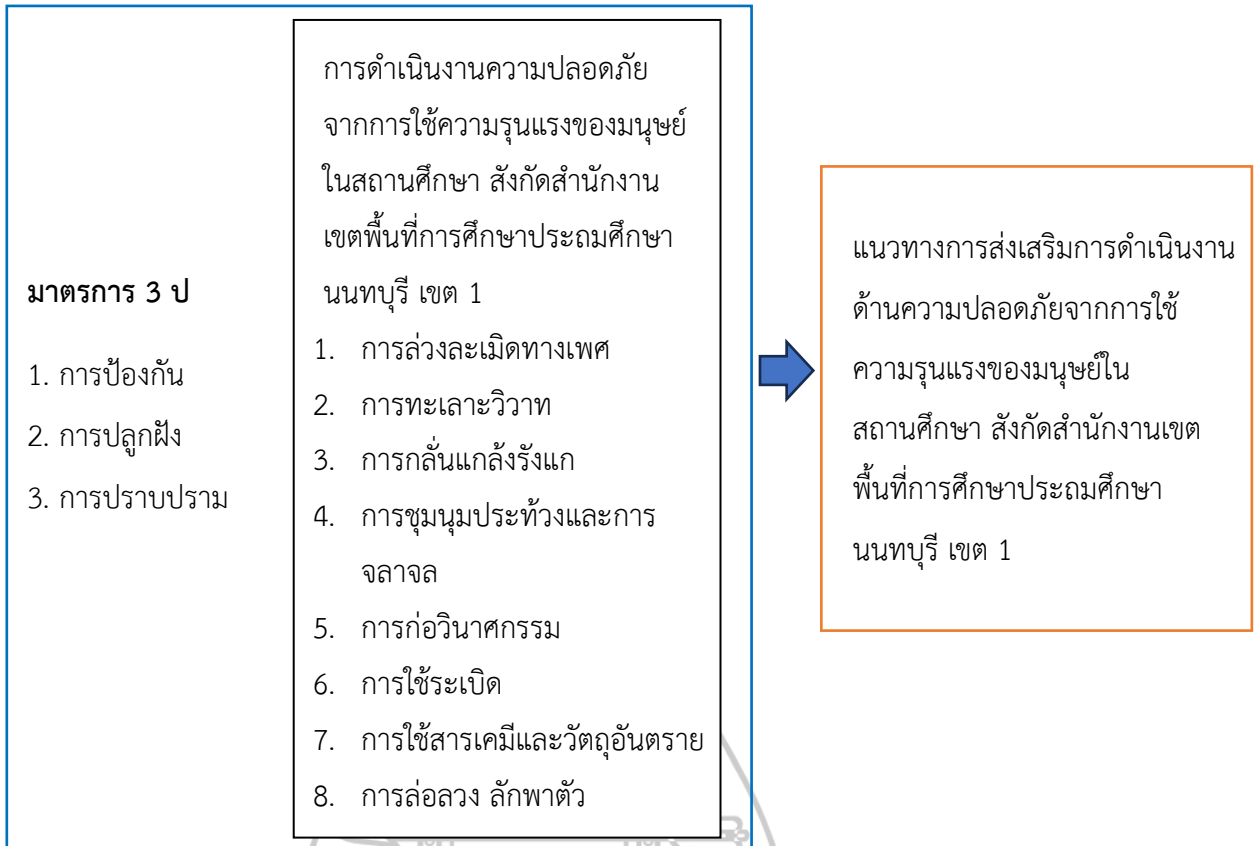 มาตรการ 3 ป
1. การป้องกัน
2. การปลูกฝัง
3. การปราบปราม
การดำเนินงานความปลอดภัย
จากการใช้ความรุนแรงของมนุษย์
ในสถานศึกษา สังกัดสำนักงาน
เขตพื้นที่การศึกษาประถมศึกษา
นนทบุรี เขต 1
1. การล่วงละเมิดทางเพศ
2. การทะเลาะวิวาท
3. การกลั่นแกล้งรังแก
4. การชุมนุมประท้วงและการ
จลาจล
5. การก่อวินาศกรรม
6. การใช้ระเบิด
7. การใช้สารเคมีและวัตถุอันตราย
8. การล่อลวง ลักพาตัว
แนวทางการส่งเสริมการดำเนินงาน
ด้านความปลอดภัยจากการใช้
ความรุนแรงของมนุษย์ใน
สถานศึกษา สังกัดสำนักงานเขต
พื้นที่การศึกษาประถมศึกษา
นนทบุรี เขต 1